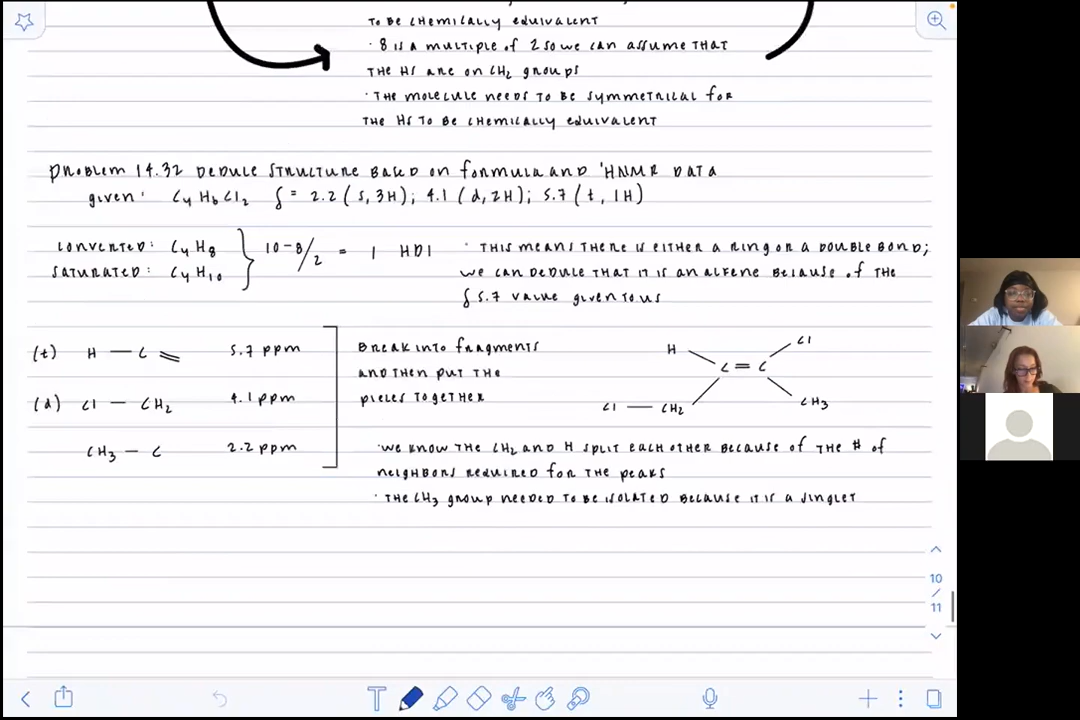 TO BE CHEMICALLY EQUIVALENT
· 8 IS A MULTIPLE OF 2 SO WE CAN ASSUME THAT
THE HS ARE ON CH2 GROUPS
· THE MOLECULE NEEDS TO BE SYMMETRICAL FOR
THE HS TO BE CHEMICALLY EQUIVALENT
PROBLEM 14.32 DEDUCE STRUCTURE BASED ON FORMULA AND 'HNMR DATA
GIVEN: C4H6Cl2 δ = 2.2 (s, 3H); 4.1 (d, 2H); 5.7 (t, 1H)
CONVERTED: C4H8
SATURATED: C4H10
10-8/2 = 1 HDI
· THIS MEANS THERE IS EITHER A RING OR A DOUBLE BOND;
WE CAN DEDUCE THAT IT IS AN ALKENE BECAUSE OF THE
δ 5.7 VALUE GIVEN TO US
(t) H — C = 5.7 ppm
(d) Cl — CH2 4.1 ppm
CH3 — C 2.2 ppm
BREAK INTO FRAGMENTS
AND THEN PUT THE
PIECES TOGETHER
H Cl
C = C
Cl — CH2 CH3
· WE KNOW THE CH2 AND H SPLIT EACH OTHER BECAUSE OF THE # OF
NEIGHBORS REQUIRED FOR THE PEAKS
· THE CH3 GROUP NEEDED TO BE ISOLATED BECAUSE IT IS A SINGLET
10
/
11
T